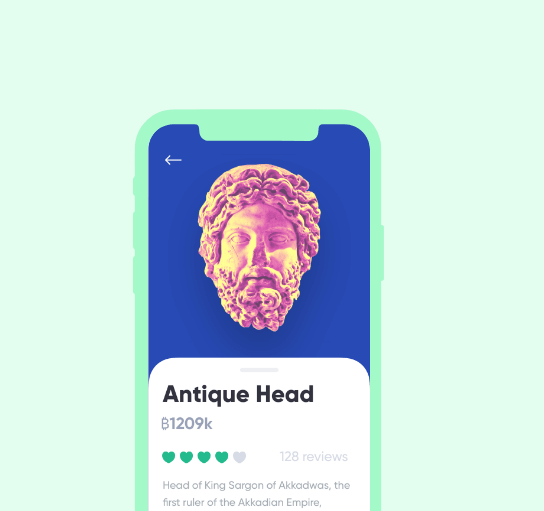 Antique Head
฿1209k
128 reviews
Head of King Sargon of Akkadwas, the
first ruler of the Akkadian Empire,